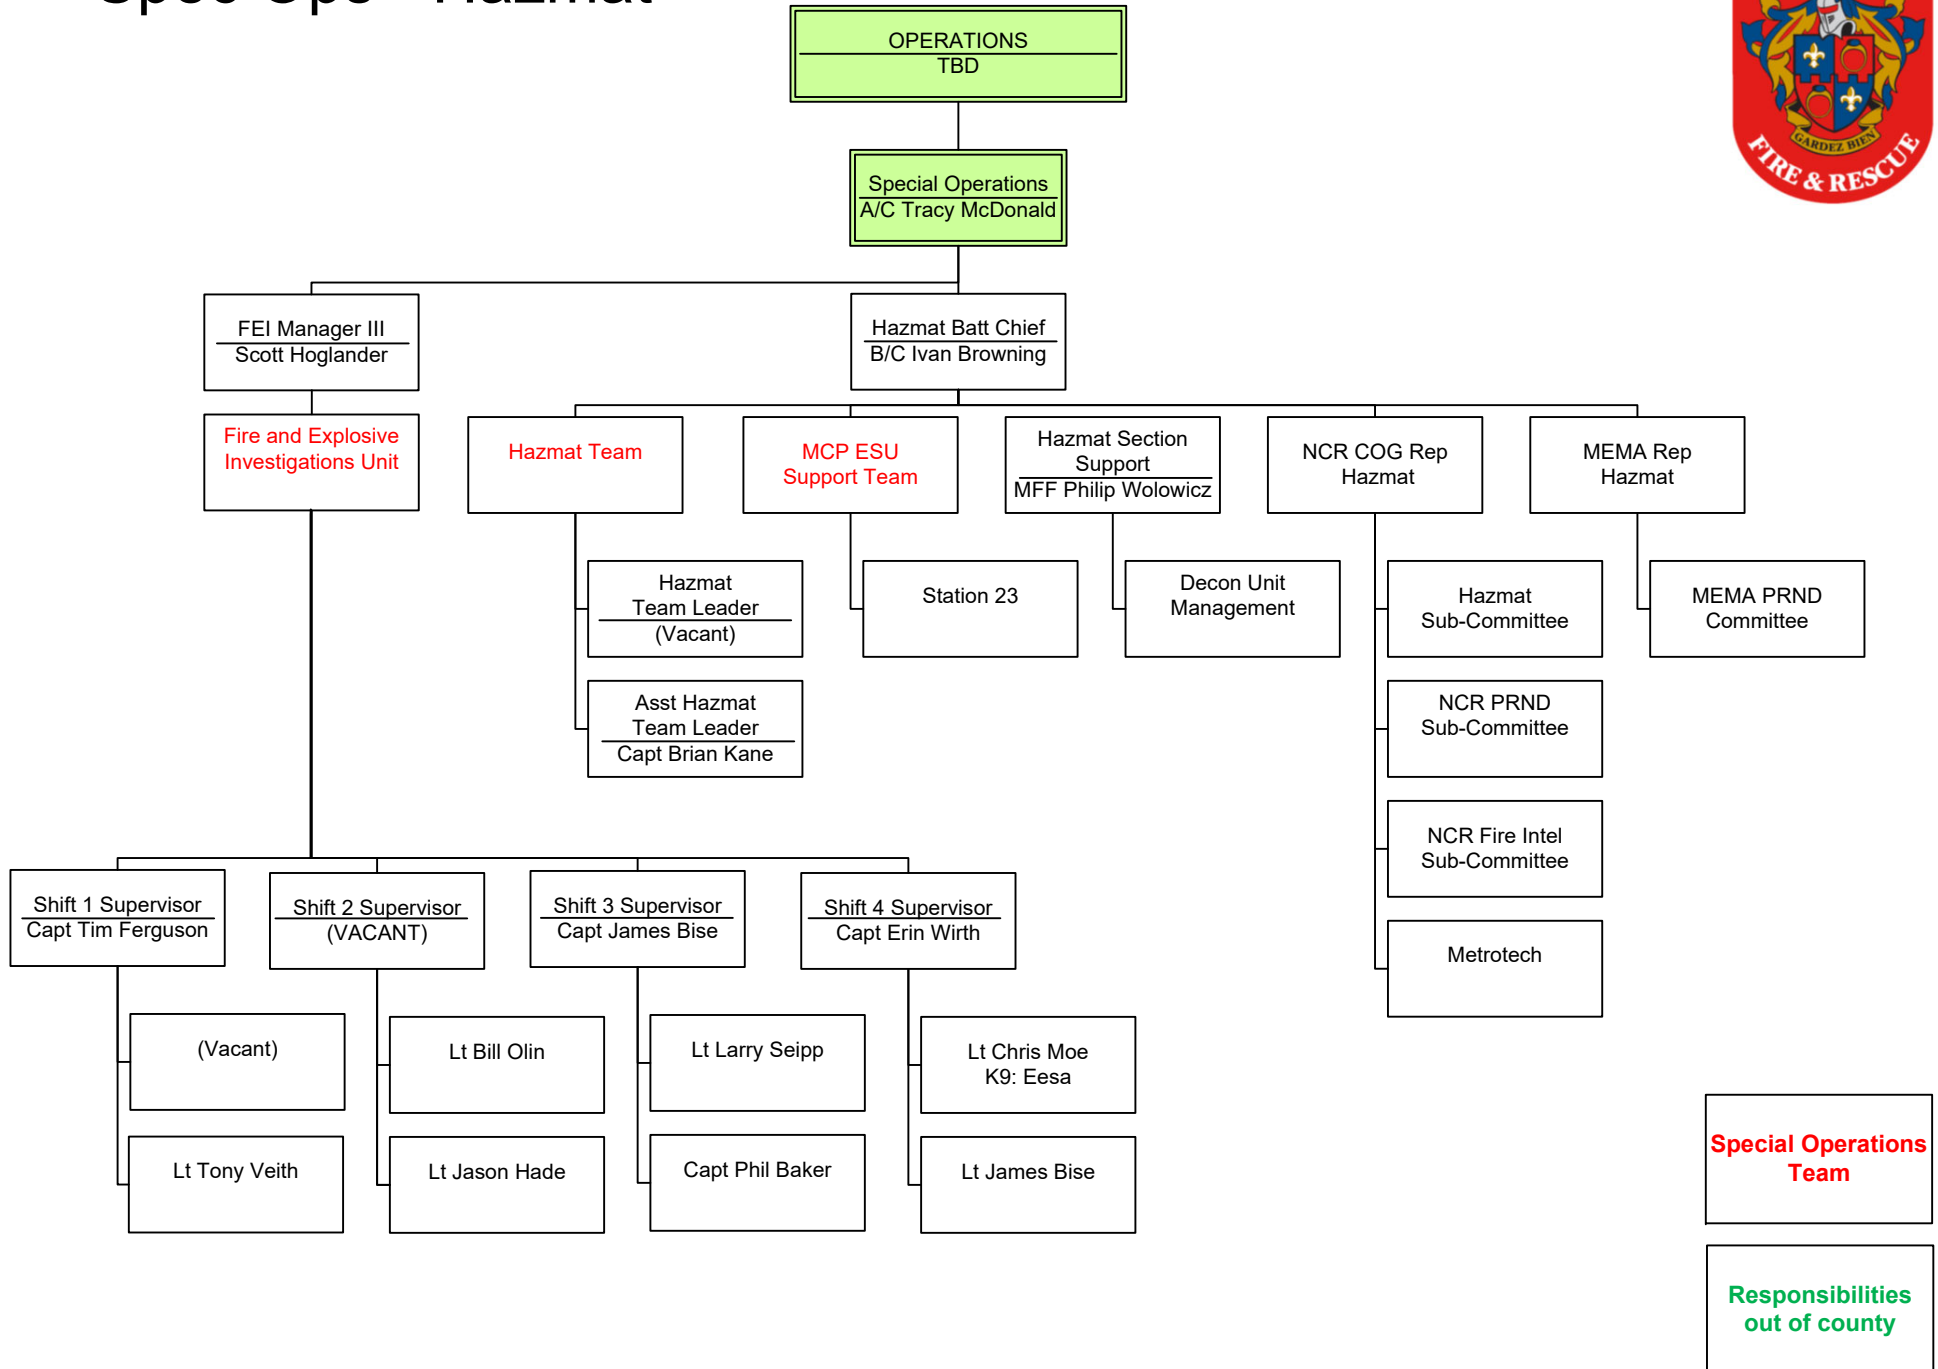 Spec Ops - Hazmat
OPERATIONS
TBD
GARDEZ BIEN
FIRE & RESCUE
Special Operations
A/C Tracy McDonald
FEI Manager III
Scott Hoglander
Hazmat Batt Chief
B/C Ivan Browning
Fire and Explosive
Investigations Unit
Hazmat Team
MCP ESU
Support Team
Hazmat Section
Support
MFF Philip Wolowicz
NCR COG Rep
Hazmat
MEMA Rep
Hazmat
Hazmat
Team Leader
(Vacant)
Station 23
Decon Unit
Management
Hazmat
Sub-Committee
MEMA PRND
Committee
Asst Hazmat
Team Leader
Capt Brian Kane
NCR PRND
Sub-Committee
NCR Fire Intel
Sub-Committee
Metrotech
Shift 1 Supervisor
Capt Tim Ferguson
Shift 2 Supervisor
(VACANT)
Shift 3 Supervisor
Capt James Bise
Shift 4 Supervisor
Capt Erin Wirth
(Vacant)
Lt Bill Olin
Lt Larry Seipp
Lt Chris Moe
K9: Eesa
Lt Tony Veith
Lt Jason Hade
Capt Phil Baker
Lt James Bise
Special Operations
Team
Responsibilities
out of county